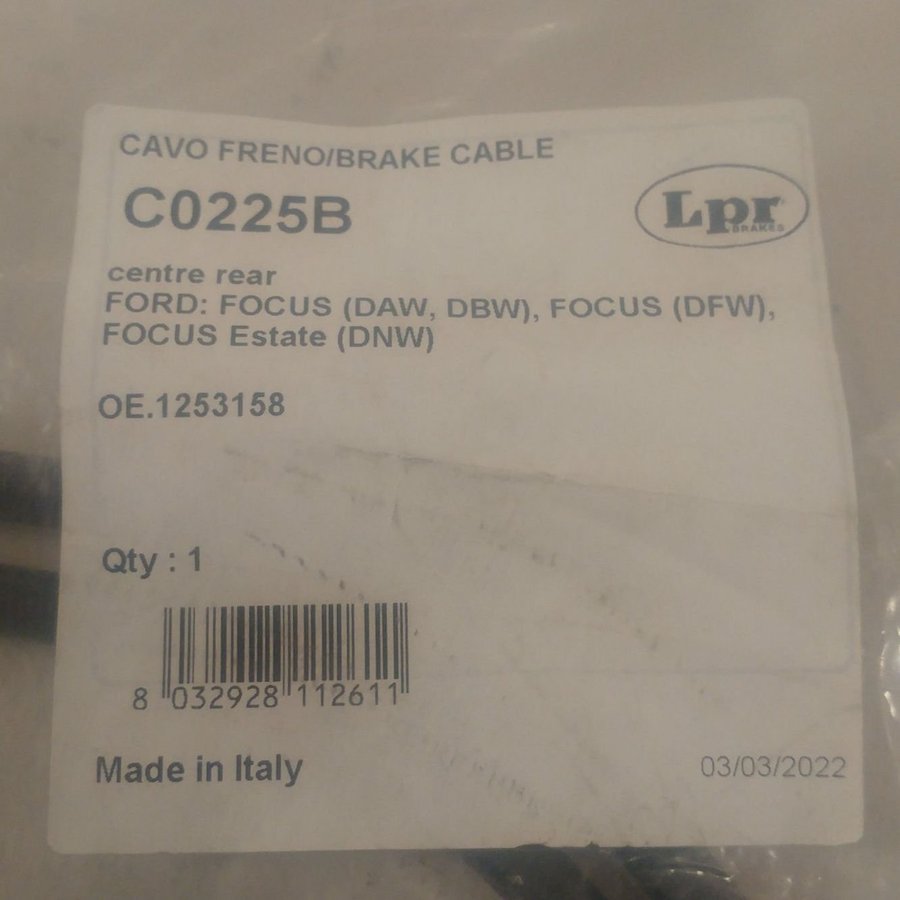 CAVO FRENO/BRAKE CABLE
C0225B
Lpr
BRAKES
centre rear
FORD: FOCUS (DAW, DBW), FOCUS (DFW),
FOCUS Estate (DNW)
OE.1253158
Qty : 1
8 032928 112611
Made in Italy
03/03/2022